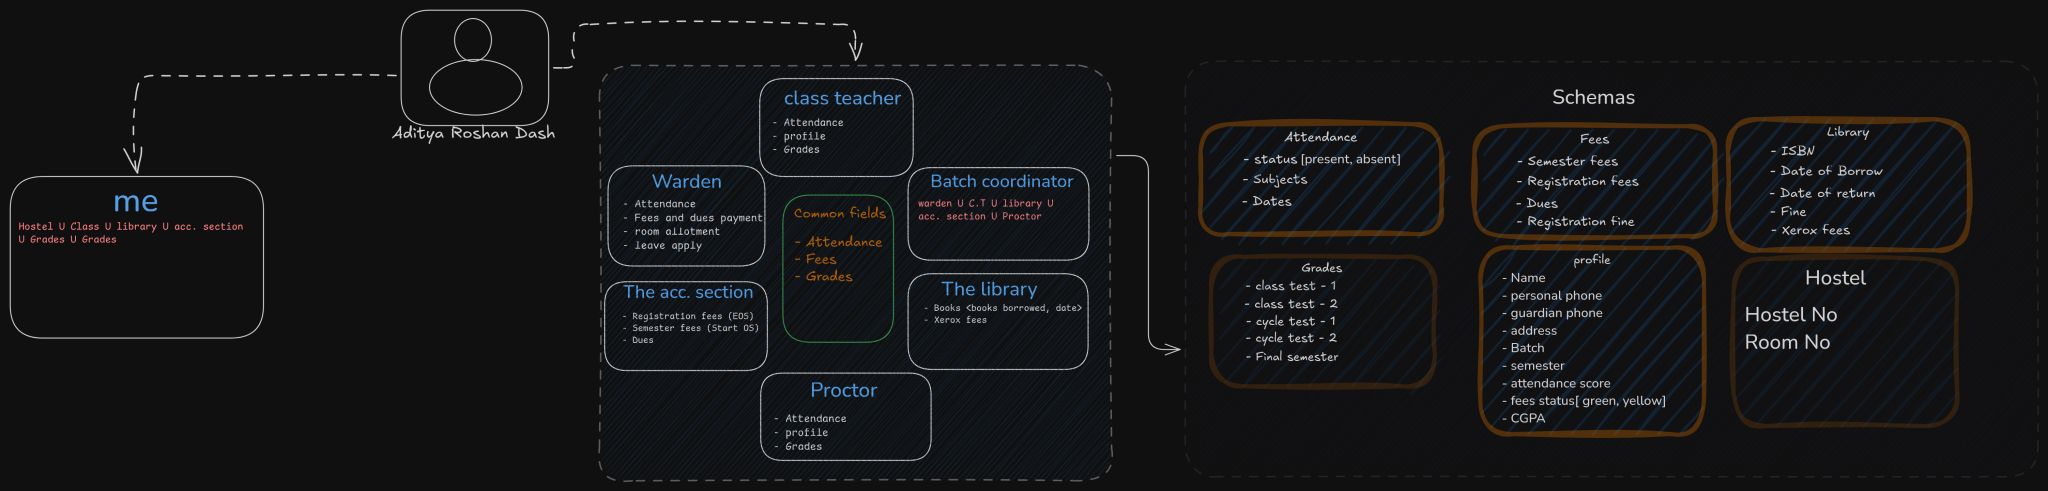 Aditya Roshan Dash
me
Hostel U Class U library U acc. section
U Grades U Grades
class teacher
- Attendance
- profile
- Grades
Warden
- Attendance
- Fees and dues payment
- room allotment
- leave apply
Batch coordinator
warden U C.T U library U
acc. section U Proctor
Common fields
- Attendance
- Fees
- Grades
The acc. section
- Registration fees (EOS)
- Semester fees (Start OS)
- Dues
The library
- Books <books borrowed, date>
- Xerox fees
Proctor
- Attendance
- profile
- Grades
Schemas
Attendance
- status [present, absent]
- Subjects
- Dates
Fees
- Semester fees
- Registration fees
- Dues
- Registration fine
Library
- ISBN
- Date of Borrow
- Date of return
- Fine
- Xerox fees
Grades
- class test - 1
- class test - 2
- cycle test - 1
- cycle test - 2
- Final semester
profile
- Name
- personal phone
- guardian phone
- address
- Batch
- semester
- attendance score
- fees status[ green, yellow]
- CGPA
Hostel
Hostel No
Room No